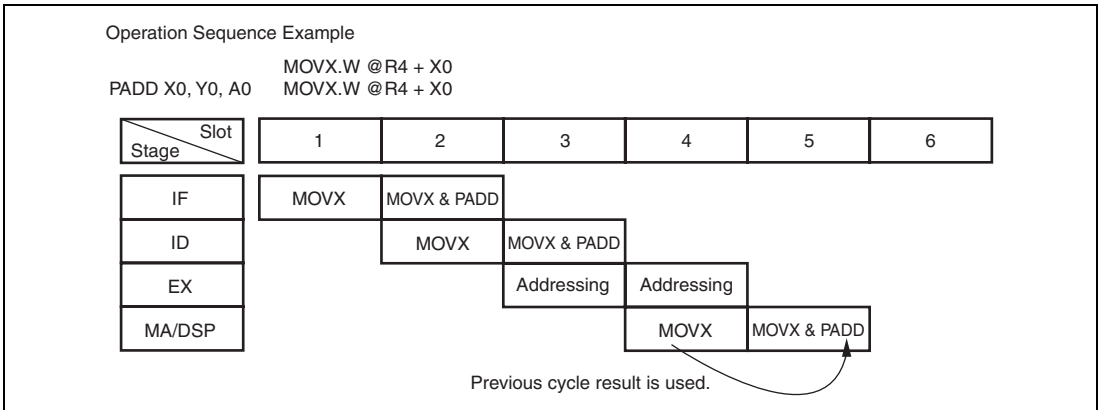 Operation Sequence Example
MOVX.W @R4 + X0
PADD X0, Y0, A0 MOVX.W @R4 + X0
Slot
Stage
1 2 3 4 5 6
IF MOVX MOVX & PADD
ID MOVX MOVX & PADD
EX Addressing Addressing
MA/DSP MOVX MOVX & PADD
Previous cycle result is used.